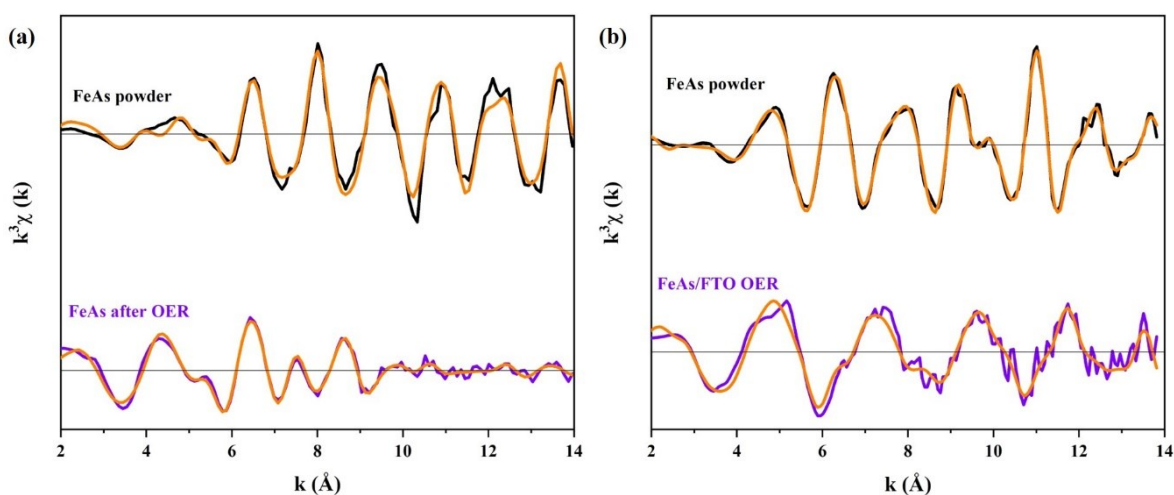 (a)
FeAs powder
k³χ (k)
FeAs after OER
2 4 6 8 10 12 14
k (Å)
(b)
FeAs powder
k³χ (k)
FeAs/FTO OER
2 4 6 8 10 12 14
k (Å)